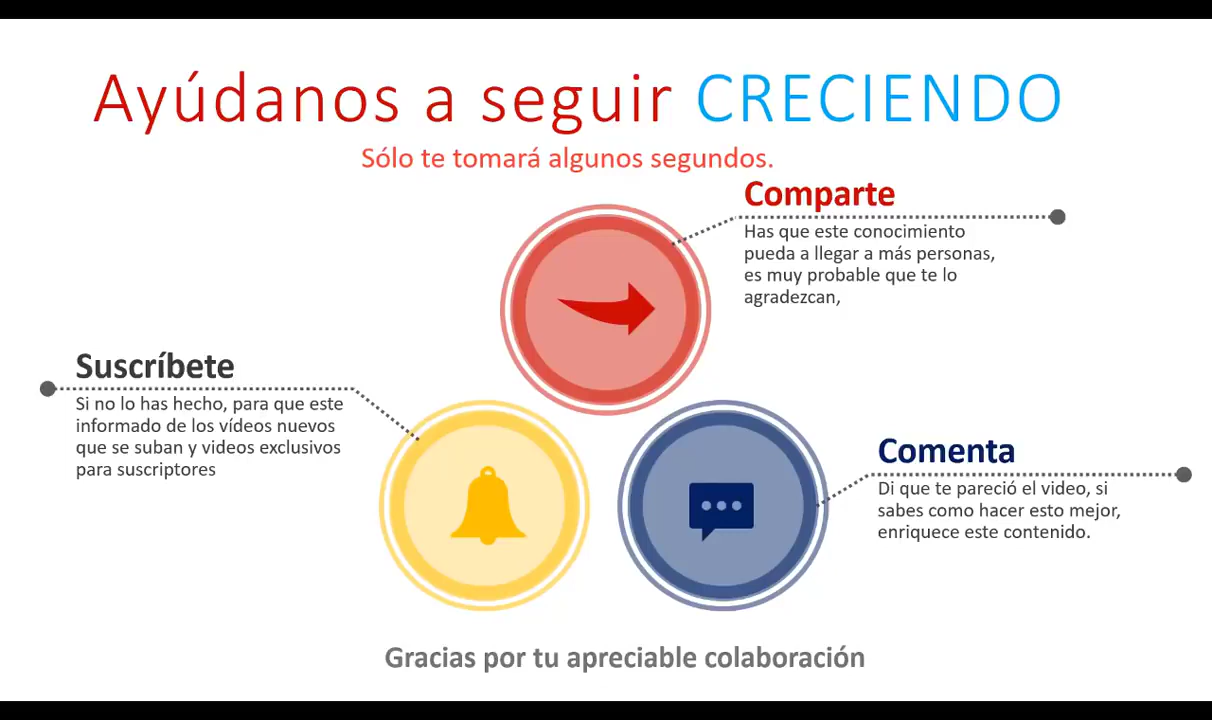 Ayúdanos a seguir CRECIENDO
Sólo te tomará algunos segundos.
Comparte
Has que este conocimiento
pueda a llegar a más personas,
es muy probable que te lo
agradezcan,
Suscríbete
Si no lo has hecho, para que este
informado de los vídeos nuevos
que se suban y videos exclusivos
para suscriptores
Comenta
Di que te pareció el video, si
sabes como hacer esto mejor,
enriquece este contenido.
Gracias por tu apreciable colaboración